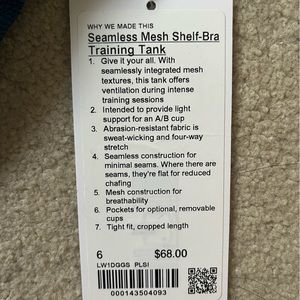 WHY WE MADE THIS
Seamless Mesh Shelf-Bra
Training Tank
1. Give it your all. With
seamlessly integrated mesh
textures, this tank offers
ventilation during intense
training sessions
2. Intended to provide light
support for an A/B cup
3. Abrasion-resistant fabric is
sweat-wicking and four-way
stretch
4. Seamless construction for
minimal seams. Where there are
seams, they're flat for reduced
chafing
5. Mesh construction for
breathability
6. Pockets for optional, removable
cups
7. Tight fit, cropped length
6 $68.00
LW1DGGS PLSI
000143504093